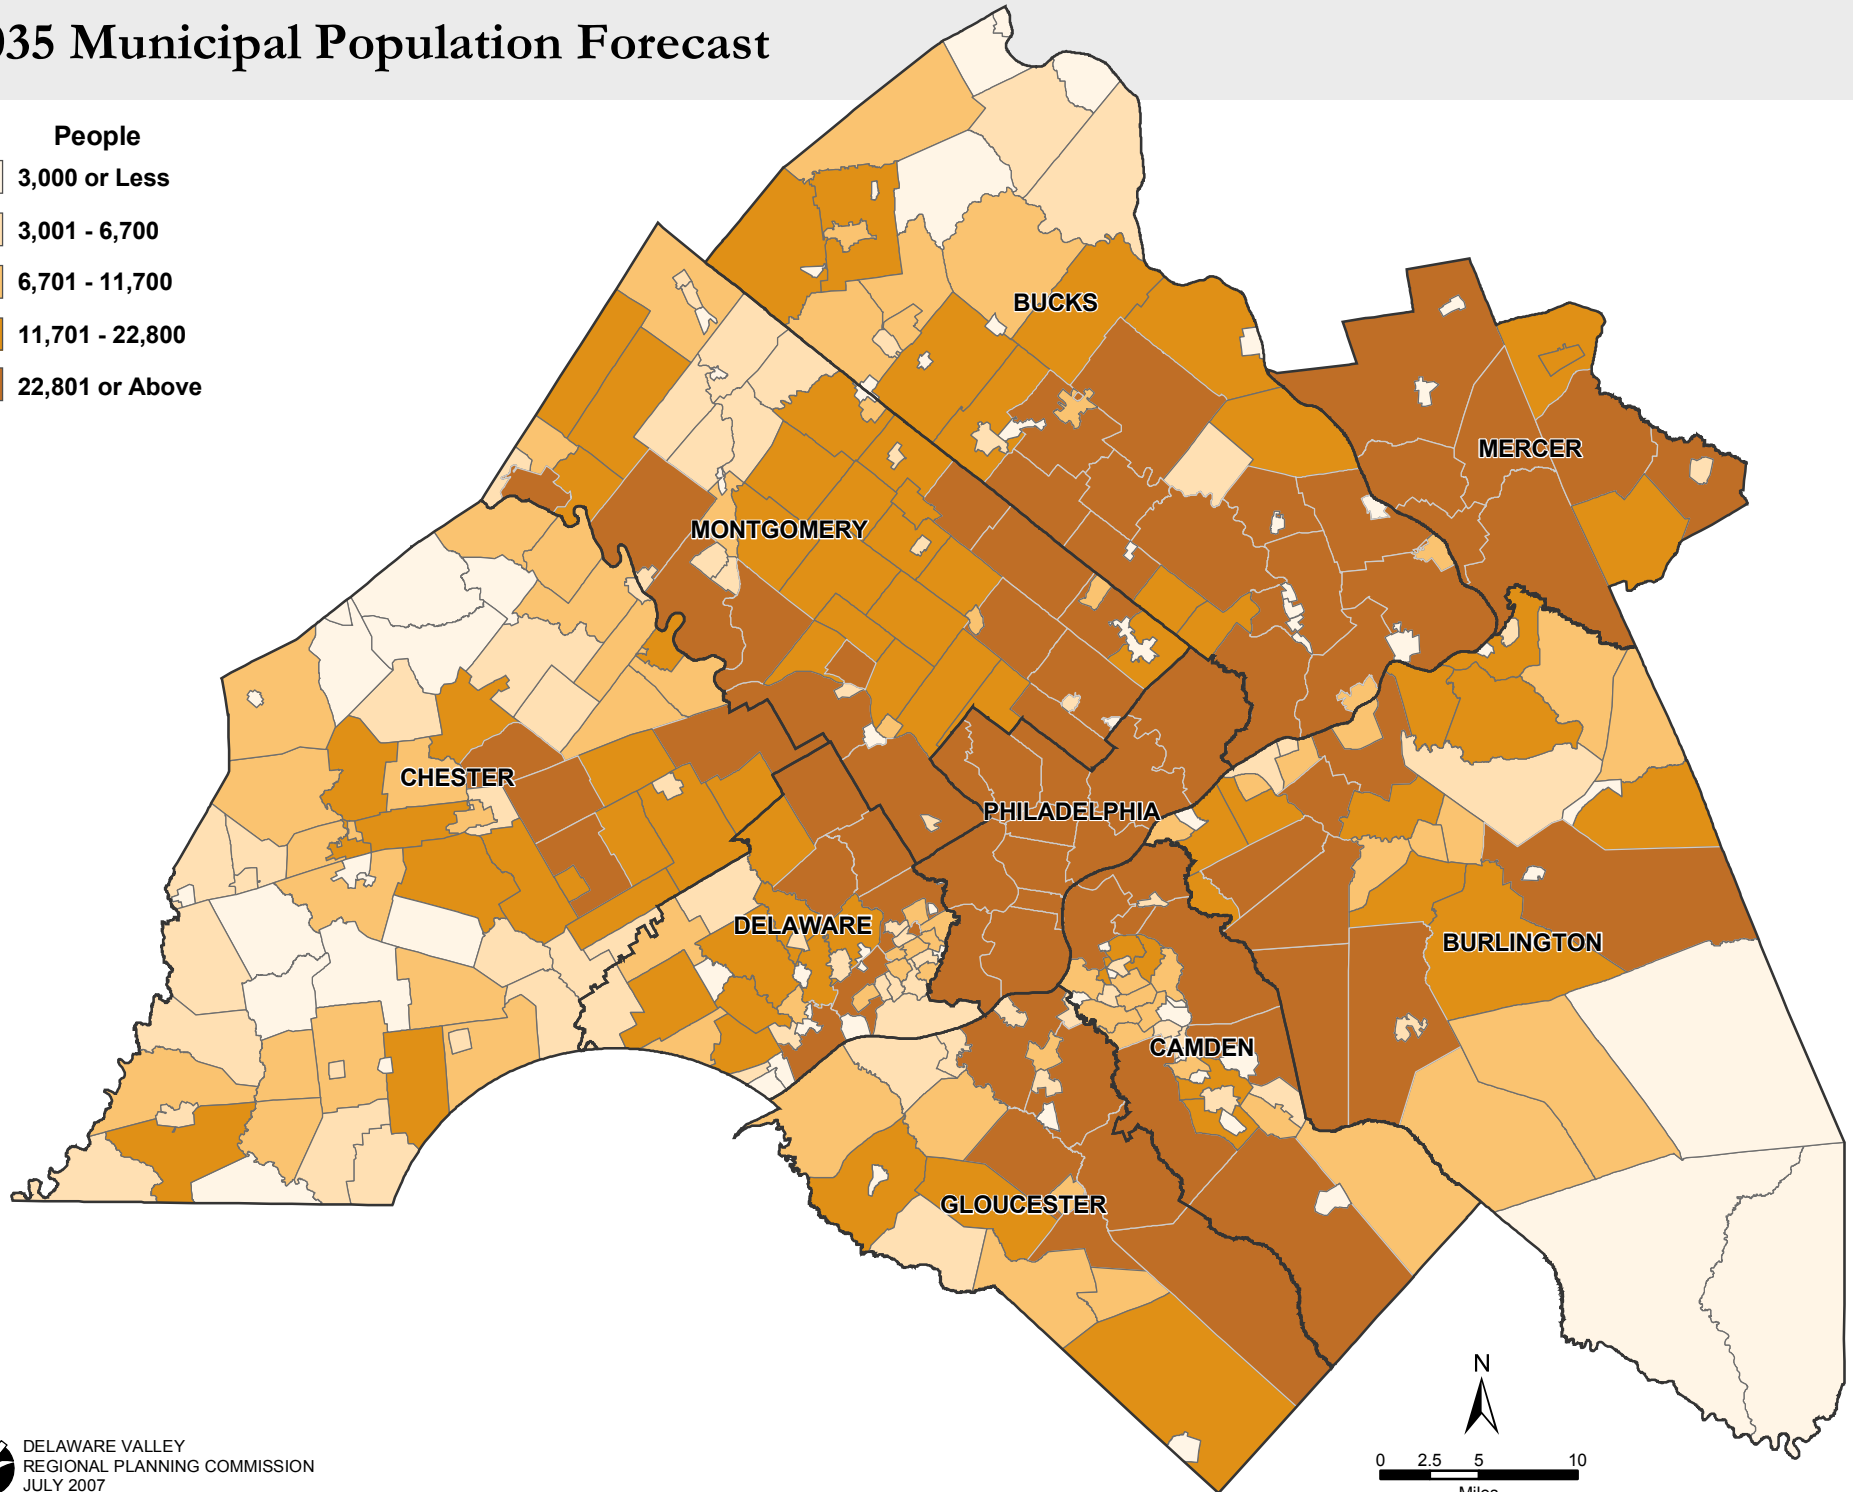 035 Municipal Population Forecast
People
3,000 or Less
3,001 - 6,700
6,701 - 11,700
11,701 - 22,800
22,801 or Above
BUCKS
MERCER
MONTGOMERY
CHESTER
PHILADELPHIA
DELAWARE
BURLINGTON
CAMDEN
GLOUCESTER
N
0 2.5 5 10
Miles
DELAWARE VALLEY
REGIONAL PLANNING COMMISSION
JULY 2007